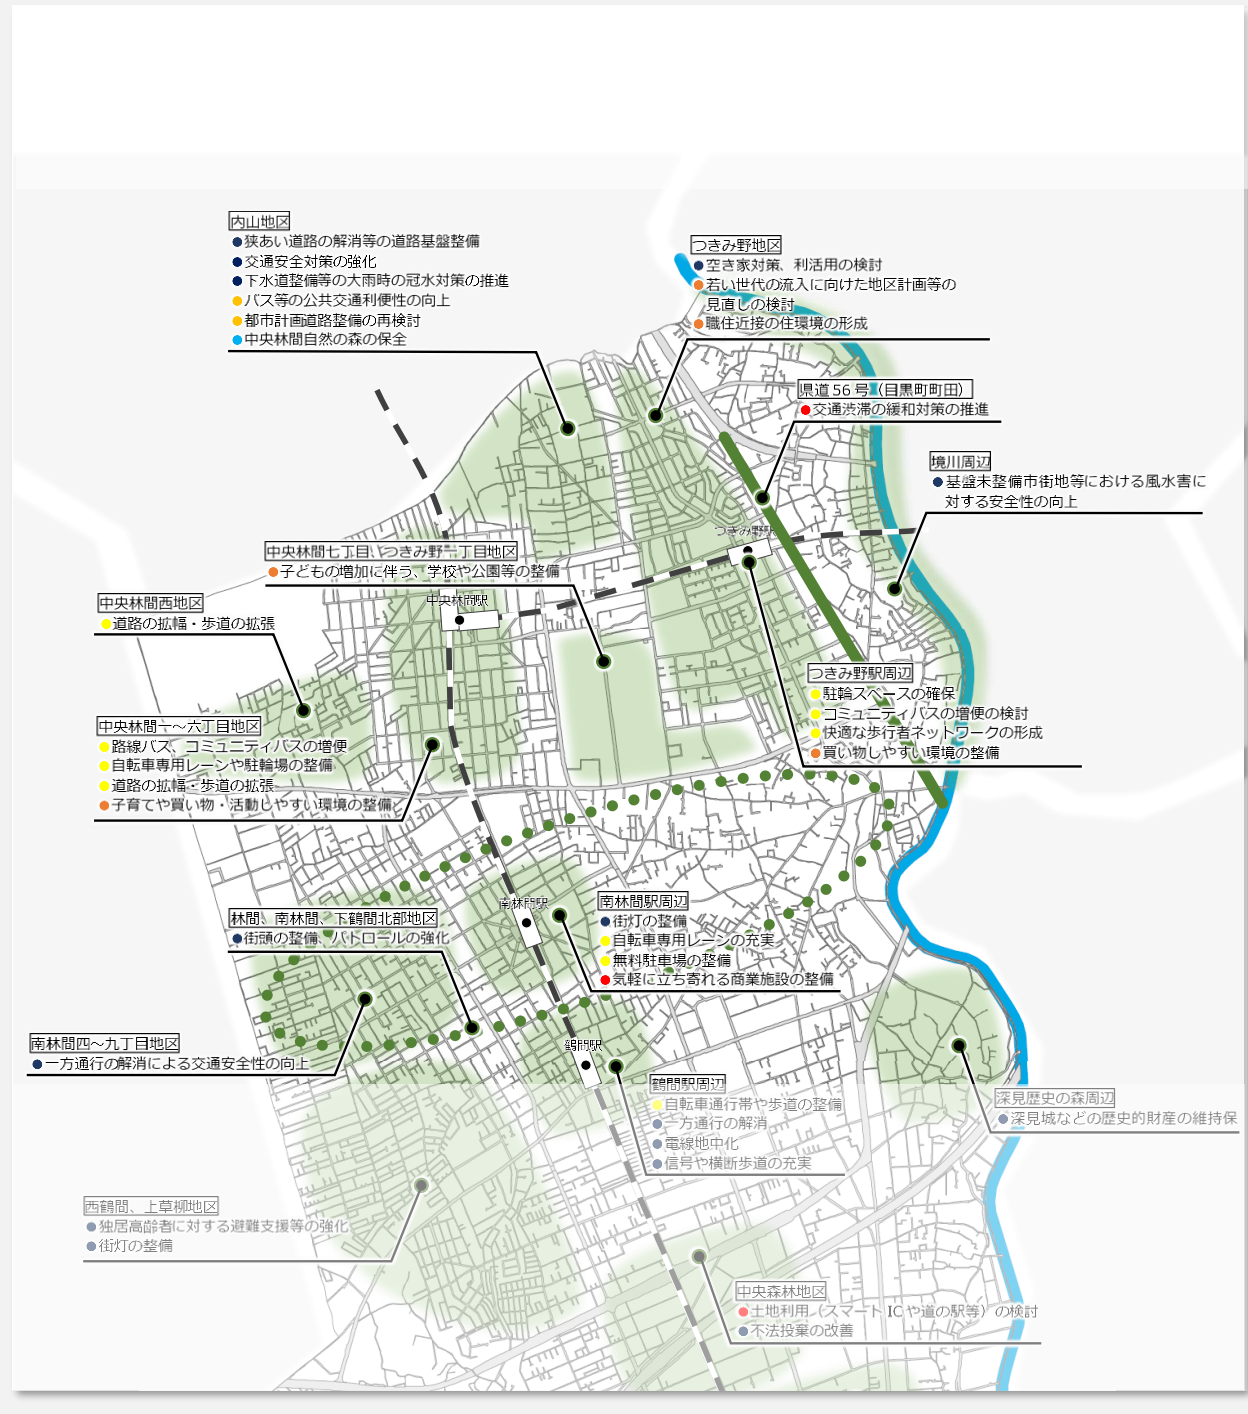 内山地区
狭あい道路の解消等の道路基盤整備
交通安全対策の強化
下水道整備等の大雨時の冠水対策の推進
バス等の公共交通利便性の向上
都市計画道路整備の再検討
中央林間自然の森の保全
つきみ野地区
空き家対策、利活用の検討
若い世代の流入に向けた地区計画等の
見直しの検討
職住近接の住環境の形成
県道56号（目黒町町田）
交通渋滞の緩和対策の推進
境川周辺
基盤未整備市街地等における風水害に
対する安全性の向上
つきみ野駅
中央林間七丁目、つきみ野一丁目地区
子どもの増加に伴う、学校や公園等の整備
中央林間駅
中央林間西地区
道路の拡幅・歩道の拡張
つきみ野駅周辺
駐輪スペースの確保
コミュニティバスの増便の検討
快適な歩行者ネットワークの形成
買い物しやすい環境の整備
中央林間一～六丁目地区
路線バス、コミュニティバスの増便
自転車専用レーンや駐輪場の整備
道路の拡幅・歩道の拡張
子育てや買い物・活動しやすい環境の整備
南林間駅
南林間駅周辺
街灯の整備
自転車専用レーンの充実
無料駐車場の整備
気軽に立ち寄れる商業施設の整備
林間、南林間、下鶴間北部地区
街頭の整備、パトロールの強化
南林間四～九丁目地区
一方通行の解消による交通安全性の向上
鶴間駅
鶴間駅周辺
自転車通行帯や歩道の整備
一方通行の解消
電線地中化
信号や横断歩道の充実
深見歴史の森周辺
深見城などの歴史的財産の維持保
西鶴間、上草柳地区
独居高齢者に対する避難支援等の強化
街灯の整備
中央森林地区
土地利用（スマートICや道の駅等）の検討
不法投棄の改善